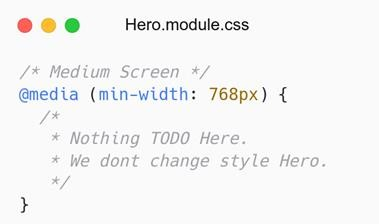 Hero.module.css
/* Medium Screen */
@media (min-width: 768px) {
  /*
   * Nothing TODO Here.
   * We dont change style Hero.
   */
}